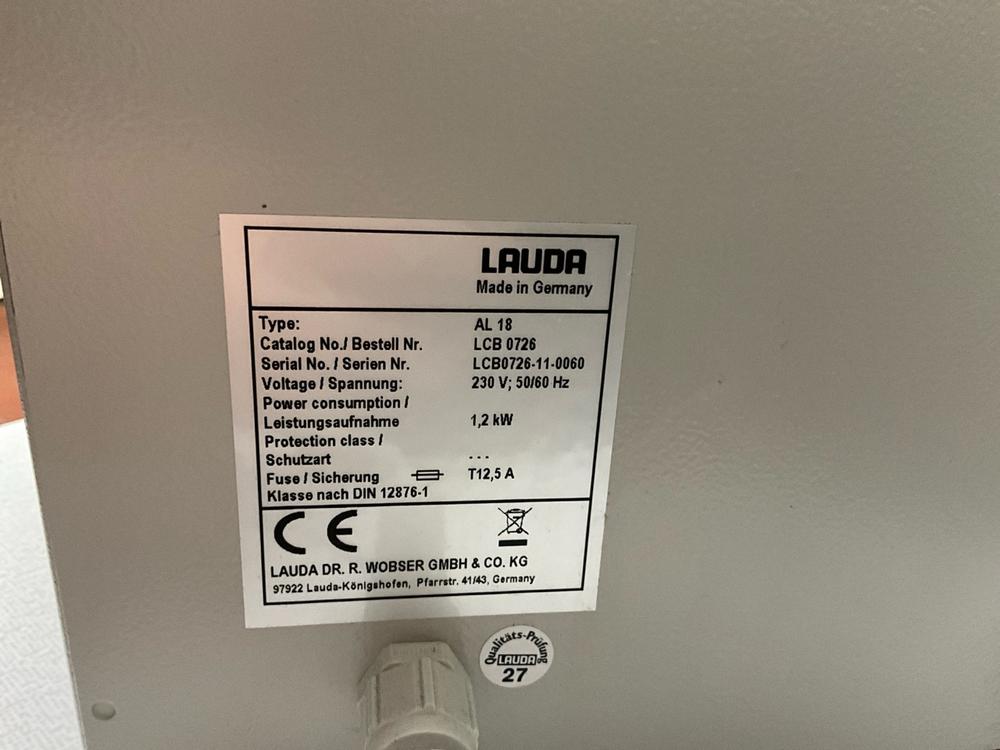 LAUDA
Made in Germany
Type: AL 18
Catalog No./ Bestell Nr. LCB 0726
Serial No. / Serien Nr. LCB0726-11-0060
Voltage / Spannung: 230 V; 50/60 Hz
Power consumption /
Leistungsaufnahme 1,2 kW
Protection class /
Schutzart - - -
Fuse / Sicherung T12,5 A
Klasse nach DIN 12876-1
CE
LAUDA DR. R. WOBSER GMBH & CO. KG
97922 Lauda-Königshofen, Pfarrstr. 41/43, Germany
Qualitäts-Prüfung
LAUDA
27